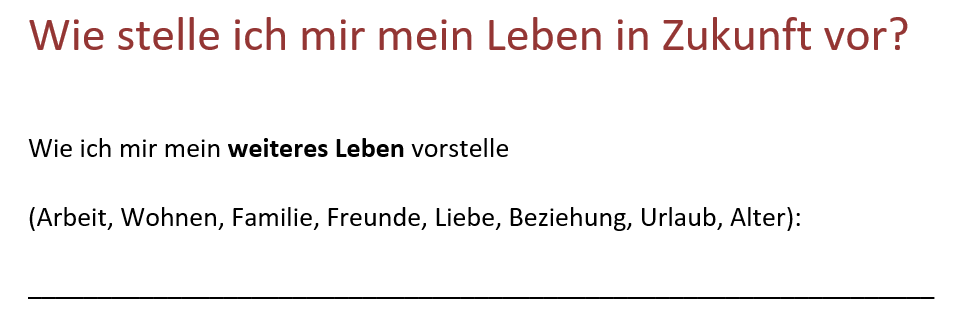 Wie stelle ich mir mein Leben in Zukunft vor?
Wie ich mir mein weiteres Leben vorstelle
(Arbeit, Wohnen, Familie, Freunde, Liebe, Beziehung, Urlaub, Alter):